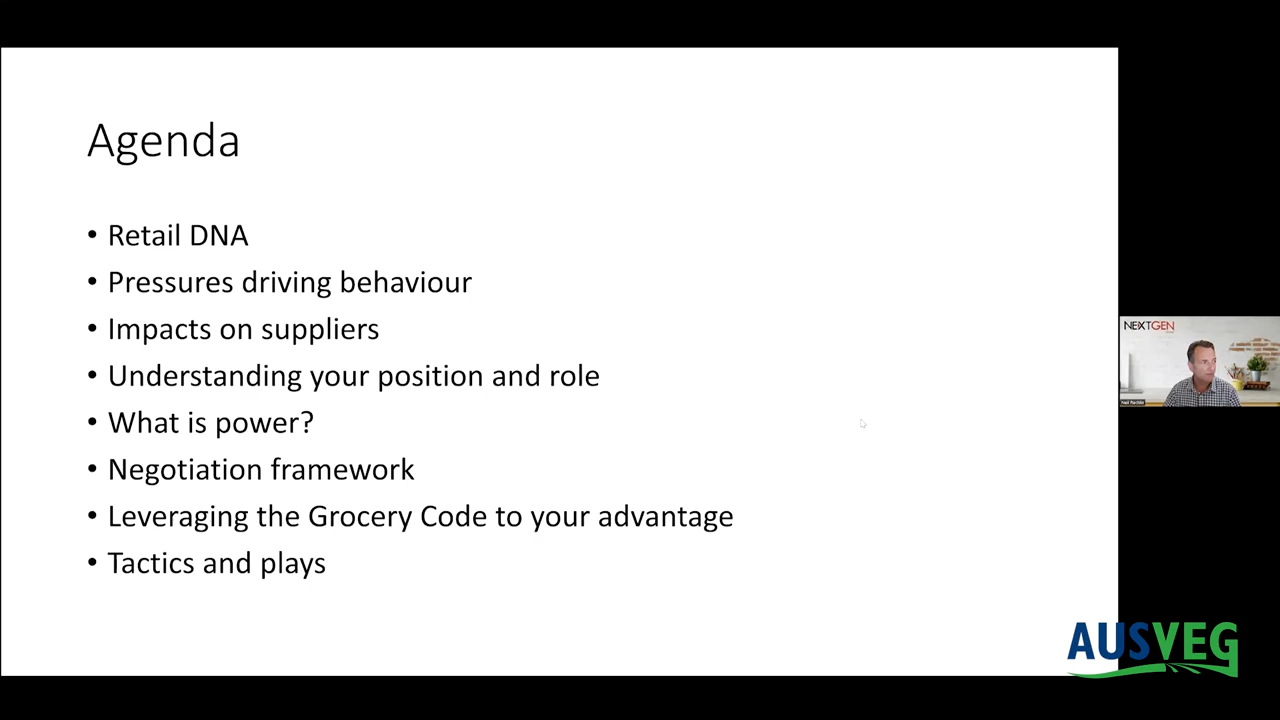 Agenda
• Retail DNA
• Pressures driving behaviour
• Impacts on suppliers
• Understanding your position and role
• What is power?
• Negotiation framework
• Leveraging the Grocery Code to your advantage
• Tactics and plays
NEXTGEN
AUSVEG